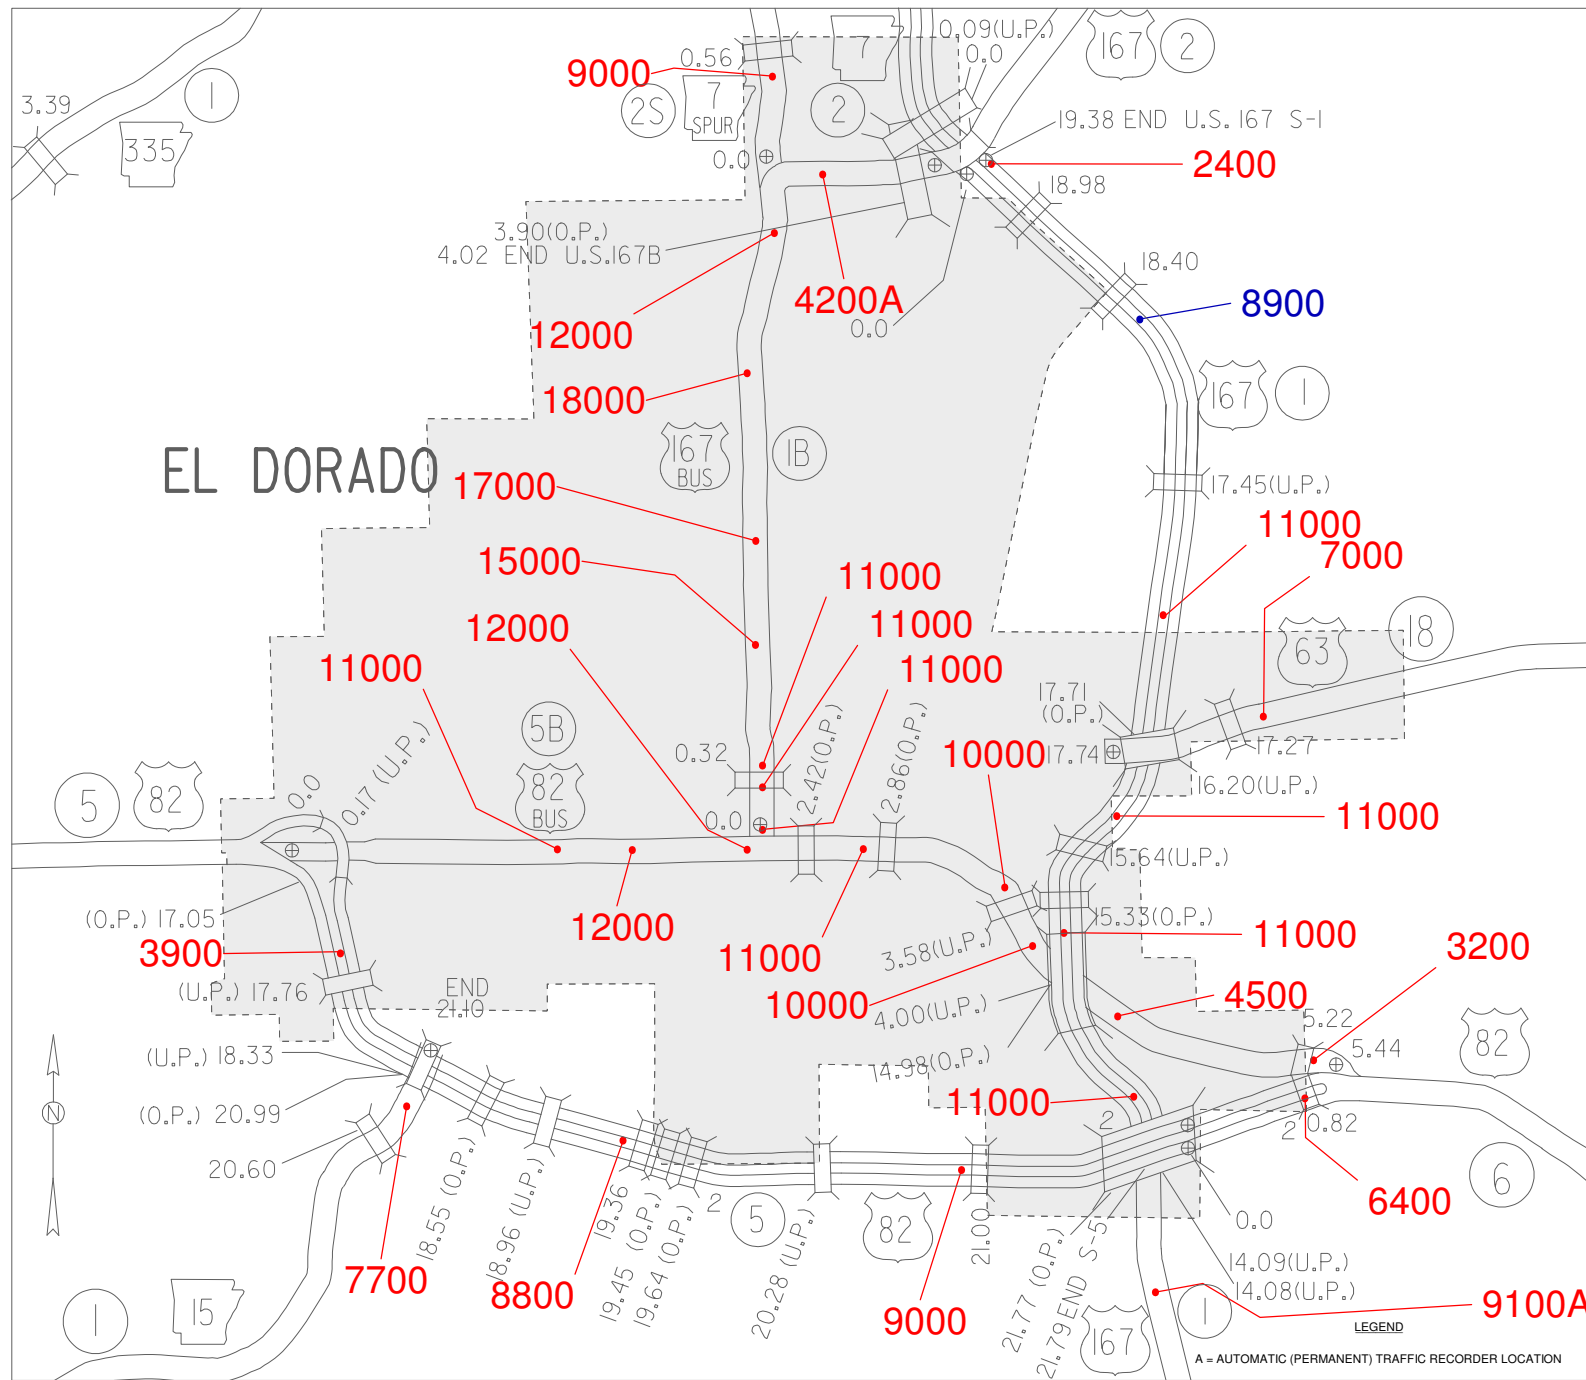 0.09(U.P.)
0.0
167
2
7
0.56
9000
3.39
1
2S
7
SPUR
2
335
19.38 END U.S. 167 S-1
0.0
2400
18.98
3.90(O.P.)
4.02 END U.S.167B
18.40
4200A
8900
12000
0.0
167
1
18000
167
BUS
1B
EL DORADO
17000
17.45(U.P.)
11000
7000
15000
11000
12000
11000
63
18
11000
11000
17.71
(O.P.)
5B
0.32
2.42(O.P.)
2.86(O.P.)
10000
17.74
17.27
0.17 (U.P.)
0.0
5
82
82
BUS
16.20(U.P.)
0.0
11000
15.64(U.P.)
(O.P.) 17.05
15.33(O.P.)
12000
11000
3.58(U.P.)
11000
3200
3900
(U.P.) 17.76
END
21.10
10000
4.00(U.P.)
4500
5.22
82
5.44
(U.P.) 18.33
14.98(O.P.)
N
(O.P.) 20.99
11000
2
2
0.82
20.60
6
18.55 (O.P.)
18.96 (U.P.)
19.36
19.45 (O.P.)
19.64 (O.P.)
2
5
20.28 (U.P.)
82
21.00
21.77 (O.P.)
21.79 END S-5
0.0
6400
7700
8800
14.09(U.P.)
14.08(U.P.)
1
15
9000
167
1
9100A
LEGEND
A = AUTOMATIC (PERMANENT) TRAFFIC RECORDER LOCATION